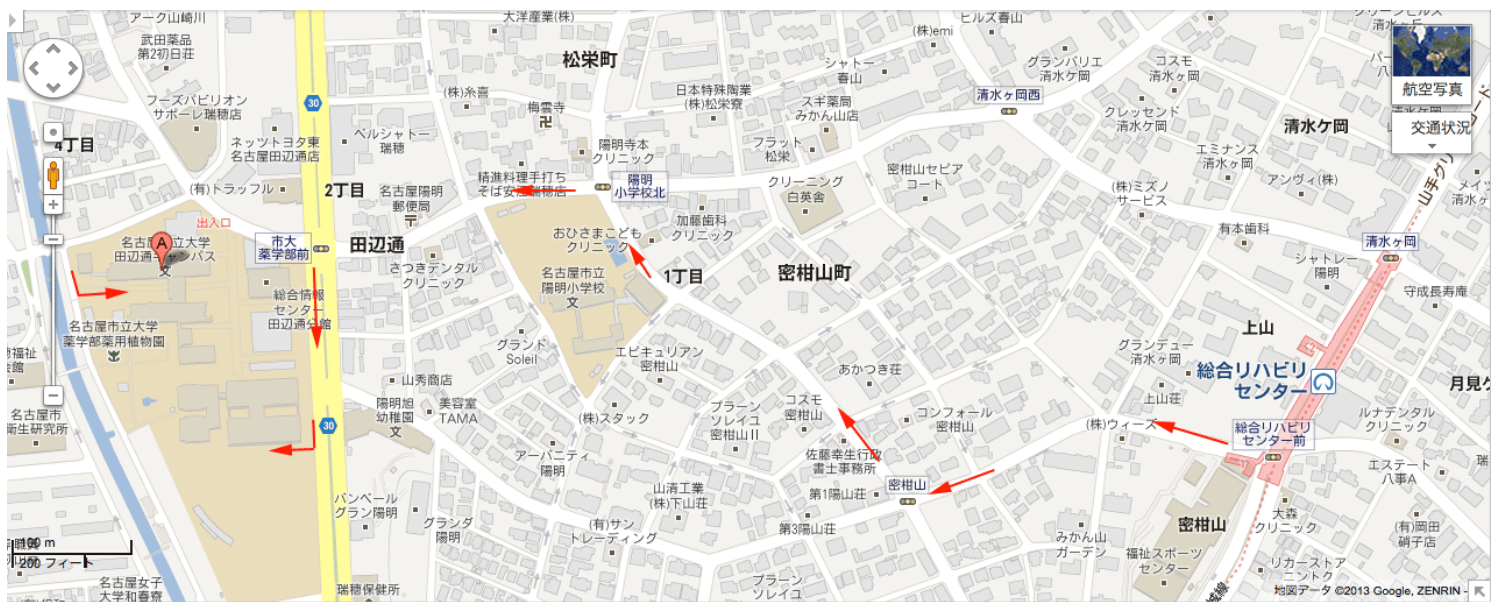 アーク山崎川
大洋産業(株)
ヒルズ春山
武田薬品
第2初日荘
松栄町
(株)emi
シャトー
春山
グランバリエ
清水ケ岡
コスモ
清水ヶ岡
航空写真
交通状況
フーズパビリオン
サポーレ瑞穂店
30
(株)糸喜
梅雲寺
日本特殊陶業
(株)松栄寮
スギ薬局
みかん山店
清水ヶ岡西
クレッセンド
清水ヶ岡
清水ケ岡
4丁目
ネッツトヨタ東
名古屋田辺通店
ベルシャトー
瑞穂
陽明寺本
クリニック
フラット
松栄
エミナンス
清水ヶ岡
(有)トラッフル
2丁目
名古屋陽明
郵便局
精進料理手打ち
そば安江瑞穂店
陽明
小学校北
クリーニング
白英舎
密柑山セピア
コート
(株)ミズノ
サービス
アンヴィ(株)
山手グリ
出入口
名古屋市立大学
田辺通キャンパス
A
市大
薬学部前
田辺通
さつきデンタル
クリニック
おひさまこども
クリニック
加藤歯科
クリニック
有本歯科
清水ヶ岡
シャトレー
陽明
名古屋市立
陽明小学校
1丁目
密柑山町
守成長寿庵
総合情報
センター
田辺通分館
名古屋市立大学
薬学部薬用植物園
グランド
Soleil
エピキュリアン
密柑山
あかつき荘
グランデュー
清水ヶ岡
上山
総合リハビリ
センター
月見ケ
山秀商店
陽明旭
幼稚園
美容室
TAMA
(株)スタック
プラーン
ソレイユ
密柑山II
コスモ
密柑山
コンフォール
密柑山
上山荘
(株)ウィーズ
総合リハビリ
センター前
ルナデンタル
クリニック
名古屋市
衛生研究所
30
アーバニティ
陽明
佐藤幸生行政
書士事務所
密柑山
エステート
八事A
山清工業
(株)下山荘
第1陽山荘
バンベール
グラン陽明
グランダ
陽明
(有)サン
トレーディング
第3陽山荘
みかん山
ガーデン
密柑山
大森
クリニック
(有)岡田
硝子店
100 m
200 フィート
福祉スポーツ
センター
リカーストア
ニントク
名古屋女子
大学和春寮
瑞穂保健所
プラーン
ソレイユ
地図データ ©2013 Google, ZENRIN -